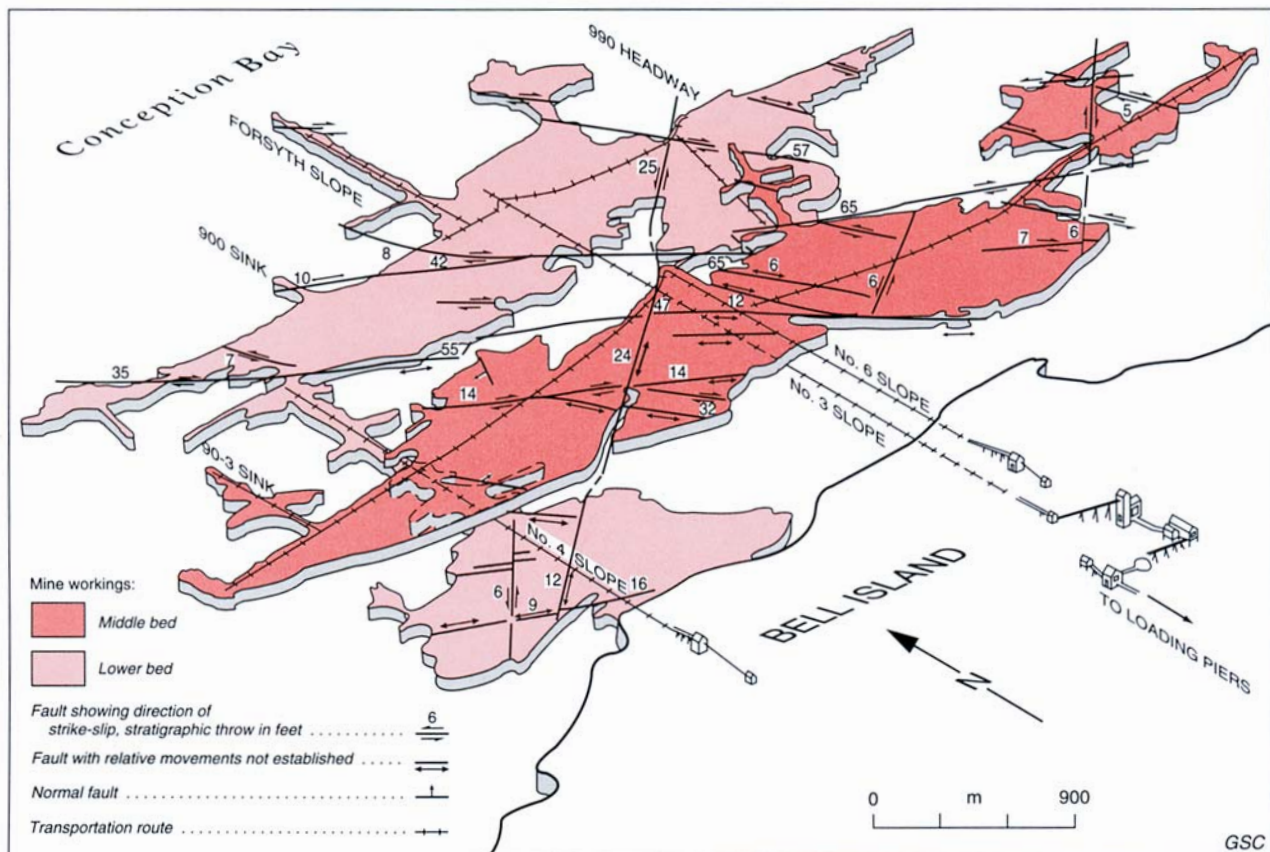 Conception Bay
990 HEADWAY
FORSYTH SLOPE
900 SINK
5
57
25
65
8
42
10
65
6
7
6
6
12
47
7
55
35
24
14
14
32
No. 6 SLOPE
No. 3 SLOPE
90-3 SINK
No. 4 SLOPE
12
16
6
9
BELL ISLAND
TO LOADING PIERS
N
Mine workings:
Middle bed
Lower bed
Fault showing direction of
strike-slip, stratigraphic throw in feet .......... 6
Fault with relative movements not established ......
Normal fault ..............................
Transportation route ......................
0 m 900
GSC